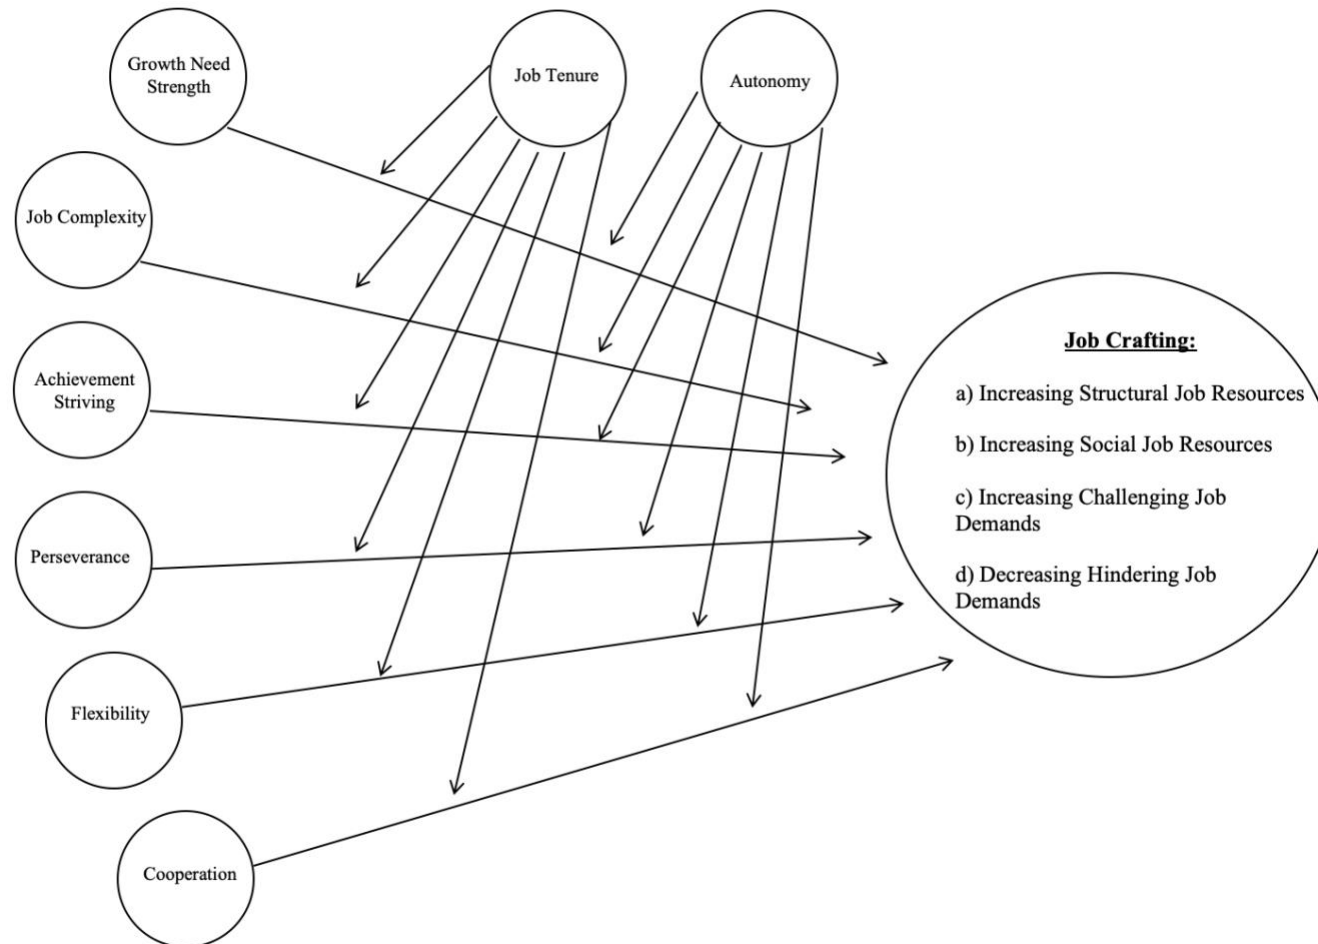 Growth Need
Strength
Job Tenure
Autonomy
Job Complexity
Achievement
Striving
Perseverance
Flexibility
Cooperation
Job Crafting:
a) Increasing Structural Job Resources
b) Increasing Social Job Resources
c) Increasing Challenging Job
Demands
d) Decreasing Hindering Job
Demands